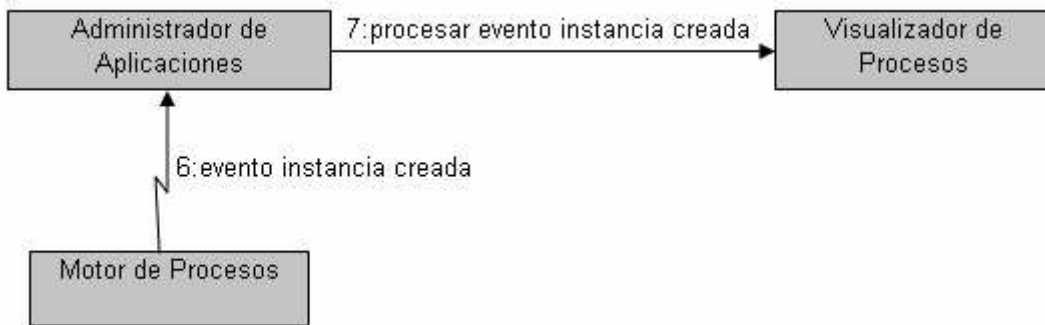 Administrador de
Aplicaciones
7:procesar evento instancia creada
Visualizador de
Procesos
6:evento instancia creada
Motor de Procesos